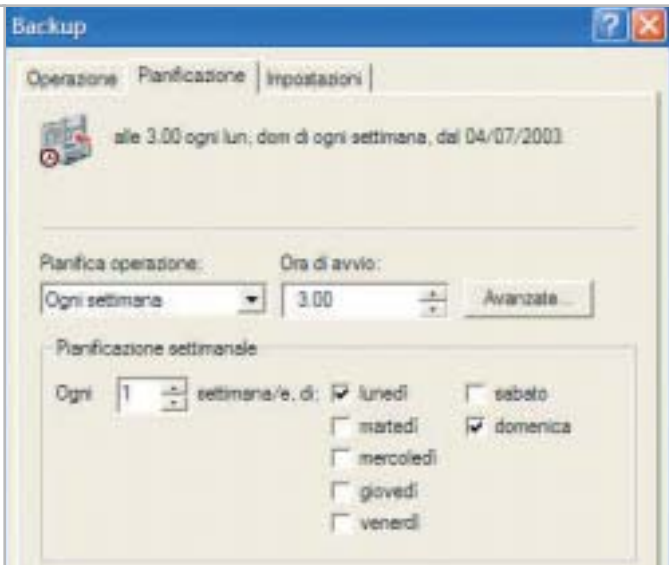 Backup
Operazione Pianificazione Impostazioni
alle 3.00 ogni lun, dom di ogni settimana, dal 04/07/2003
Pianifica operazione: Ora di avvio:
Ogni settimana 3.00 Avanzate...
Pianificazione settimanale
Ogni 1 settimana/e, di: lunedì sabato
martedì domenica
mercoledì
giovedì
venerdì